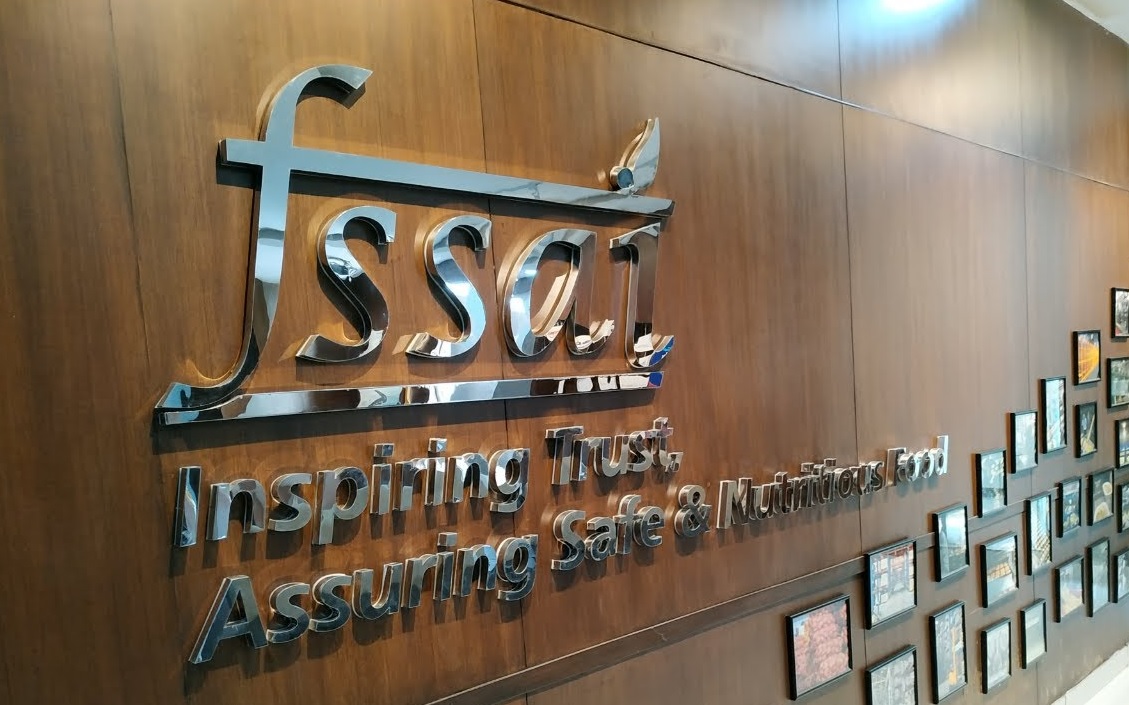 fssai
Inspiring Trust,
Assuring Safe & Nutritious Food